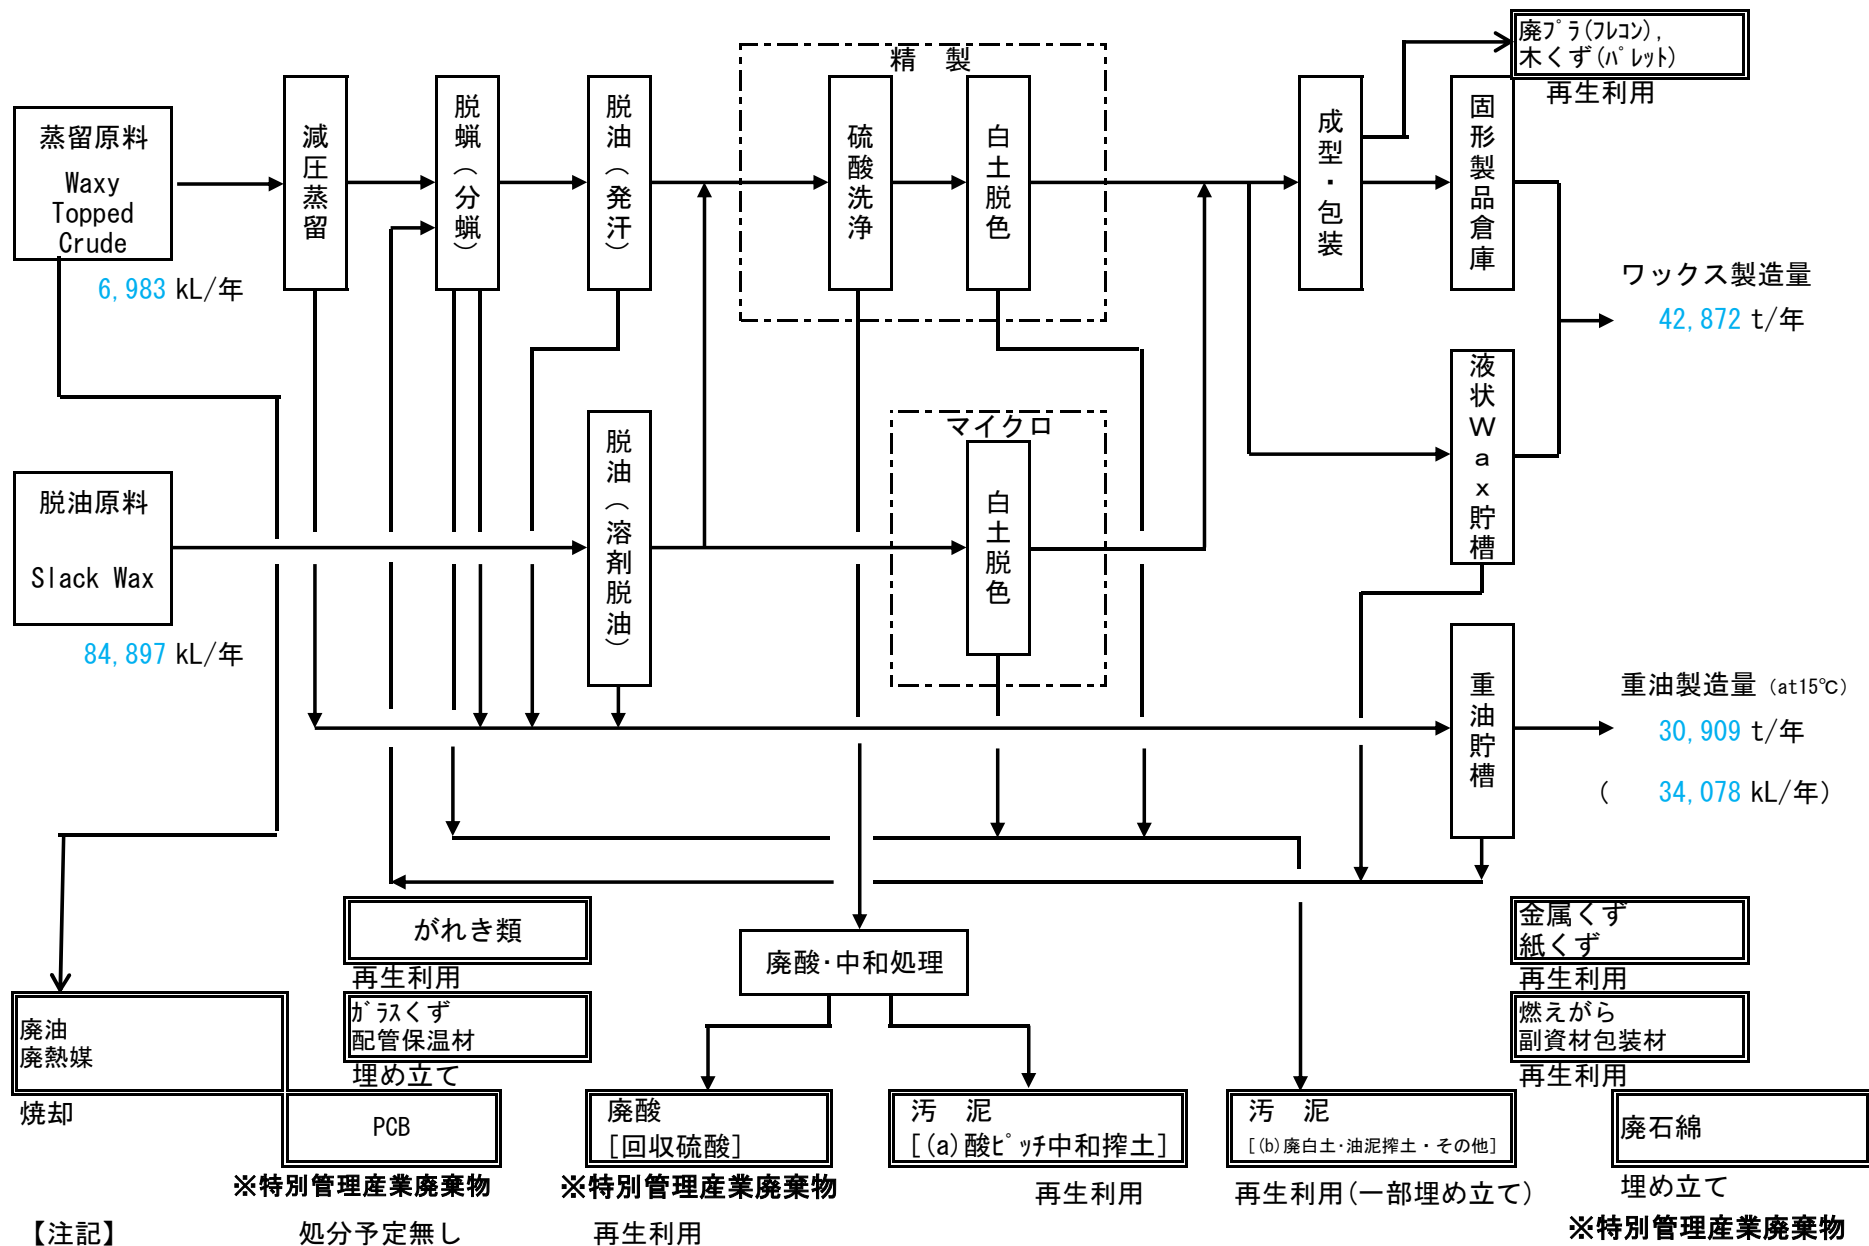 廃プラ(フレコン),
木くず(パレット)
再生利用
精　製
蒸留原料
Waxy
Topped
Crude
6,983 kL/年
減圧蒸留
脱蝋(分蝋)
脱油(発汗)
硫酸洗浄
白土脱色
成型・包装
固形製品倉庫
ワックス製造量
42,872 t/年
液状Wax貯槽
マイクロ
脱油原料
Slack Wax
84,897 kL/年
脱油(溶剤脱油)
白土脱色
重油貯槽
重油製造量 (at15℃)
30,909 t/年
( 34,078 kL/年)
がれき類
再生利用
ガラスくず
配管保温材
埋め立て
廃酸・中和処理
金属くず
紙くず
再生利用
燃えがら
副資材包装材
再生利用
廃油
廃熱媒
焼却
PCB
※特別管理産業廃棄物
処分予定無し
廃酸
[回収硫酸]
※特別管理産業廃棄物
再生利用
汚　泥
[(a)酸ピッチ中和搾土]
再生利用
汚　泥
[(b)廃白土・油泥搾土・その他]
再生利用(一部埋め立て)
廃石綿
埋め立て
※特別管理産業廃棄物
【注記】